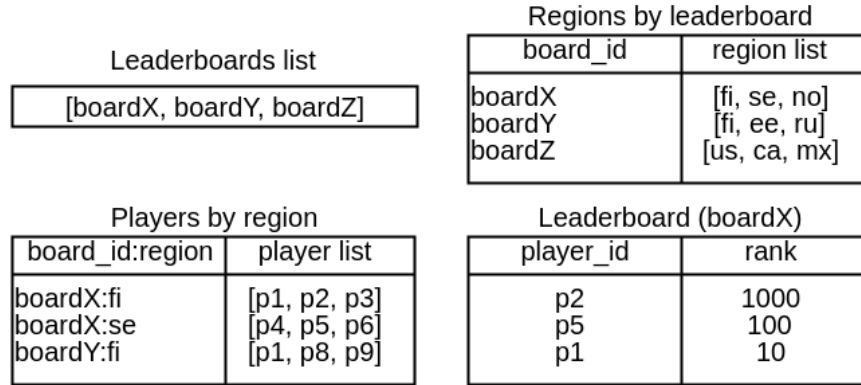 Leaderboards list
[boardX, boardY, boardZ]
Regions by leaderboard
board_id region list
boardX [fi, se, no]
boardY [fi, ee, ru]
boardZ [us, ca, mx]
Players by region
board_id:region player list
boardX:fi [p1, p2, p3]
boardX:se [p4, p5, p6]
boardY:fi [p1, p8, p9]
Leaderboard (boardX)
player_id rank
p2 1000
p5 100
p1 10